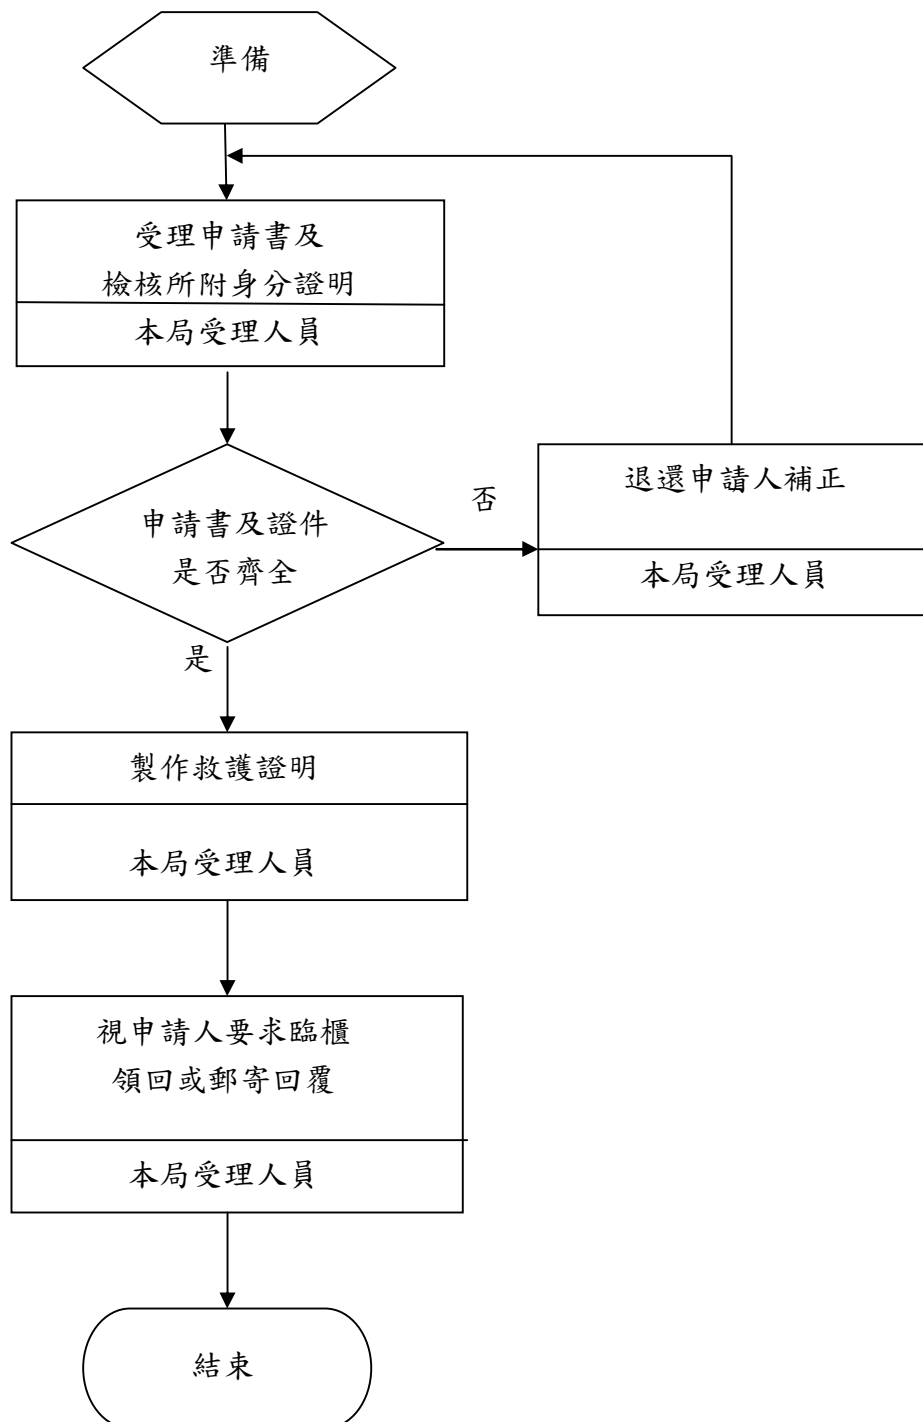 準備
受理申請書及
檢核所附身分證明
本局受理人員
申請書及證件
是否齊全
否
退還申請人補正
本局受理人員
是
製作救護證明
本局受理人員
視申請人要求臨櫃
領回或郵寄回覆
本局受理人員
結束